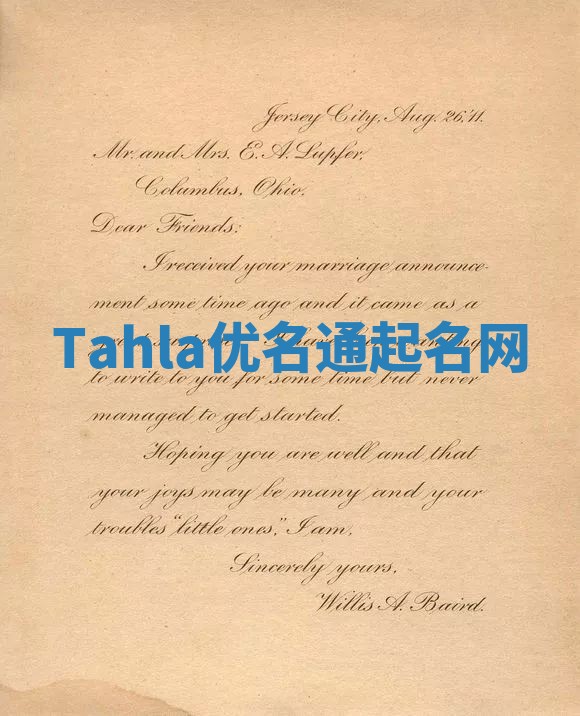 Jersey City, Aug. 26, '11.
Mr. and Mrs. E. A. Lupfer,
Columbus, Ohio.
Dear Friends:
I received your marriage announce-
ment some time ago and it came as a
Tahla优名通起名网
to write to you for some time but never
managed to get started.
Hoping you are well and that
your joys may be many and your
troubles "little ones," I am,
Sincerely yours,
Willis A. Baird.